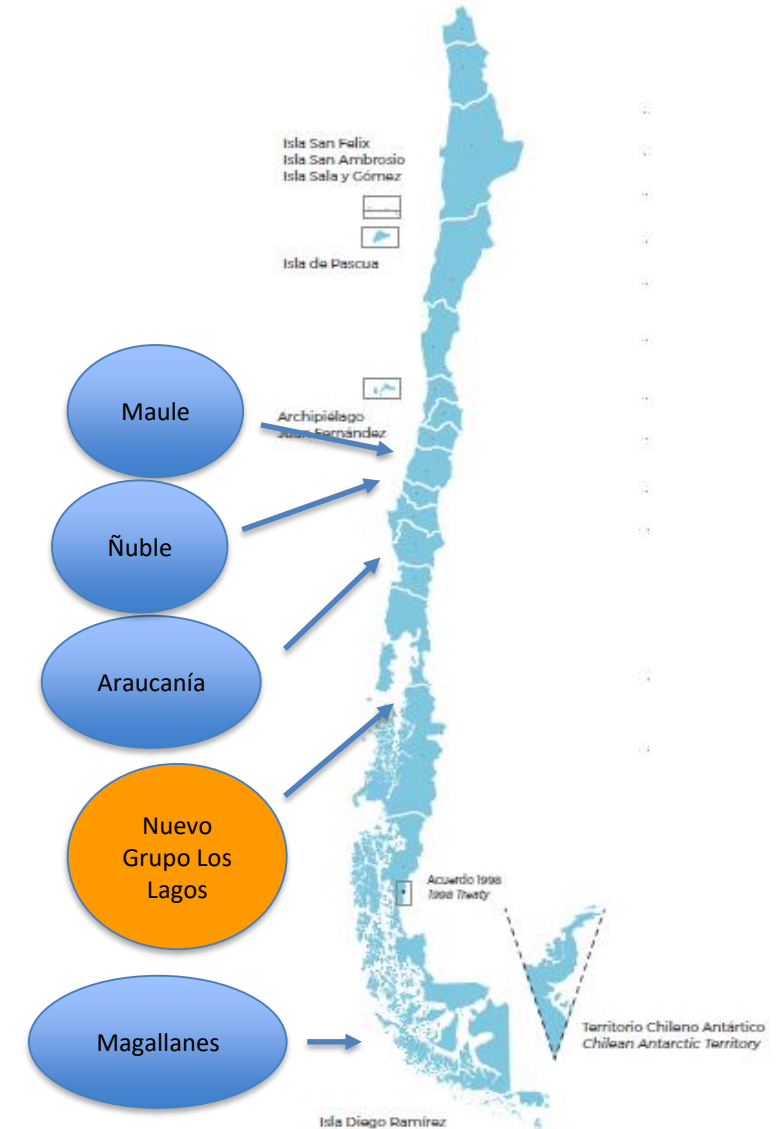 Isla San Felix
Isla San Ambrosio
Isla Sala y Gómez
Isla de Pascua
Maule
Archipiélago
Juan Fernández
Ñuble
Araucanía
Nuevo
Grupo Los
Lagos
Acuerdo 1998
1998 Treaty
Magallanes
Territorio Chileno Antártico
Chilean Antarctic Territory
Isla Diego Ramírez